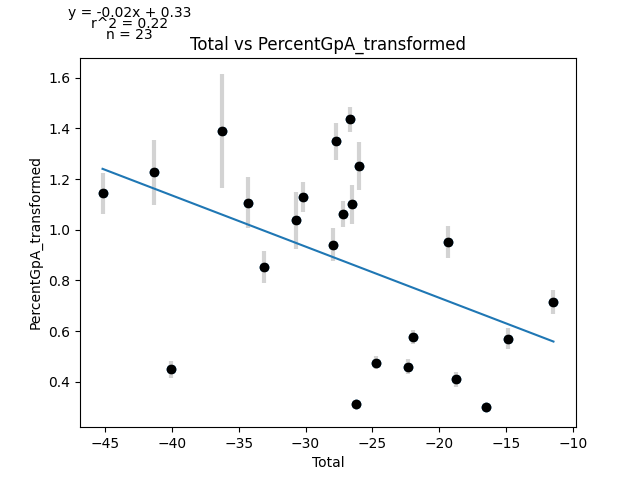 y = -0.02x + 0.33
r^2 = 0.22
n = 23
Total vs PercentGpA_transformed
PercentGpA_transformed
1.6
1.4
1.2
1.0
0.8
0.6
0.4
−45 −40 −35 −30 −25 −20 −15 −10
Total